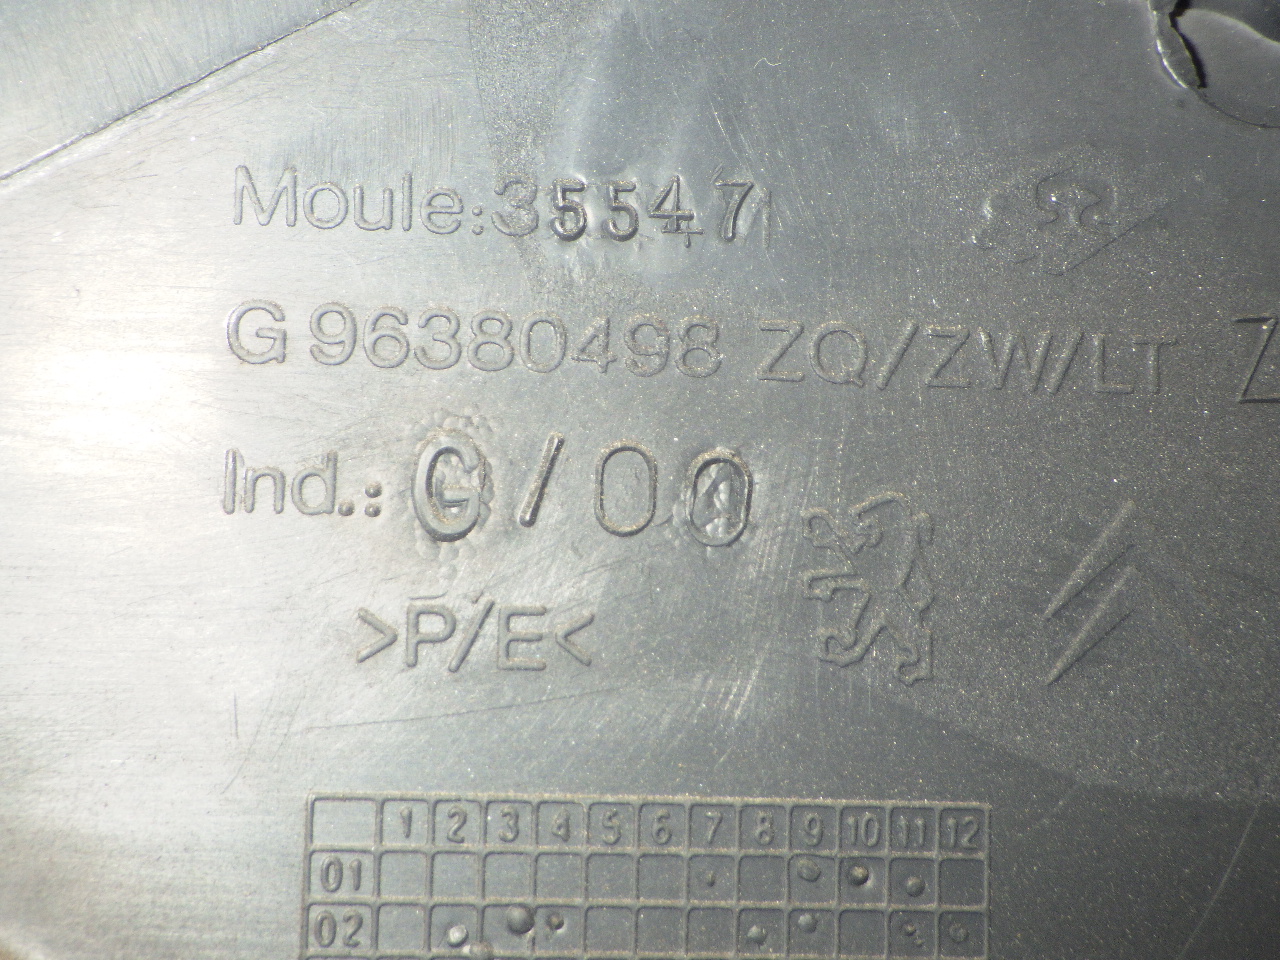 Moule: 35547
G 96380498 ZQ/ZW/LT Z
Ind.: G/00
>P/E<
1 2 3 4 5 6 7 8 9 10 11 12
01
02